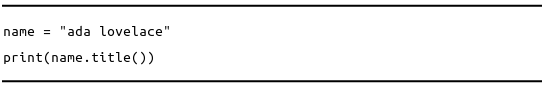 name = "ada lovelace"
print(name.title())